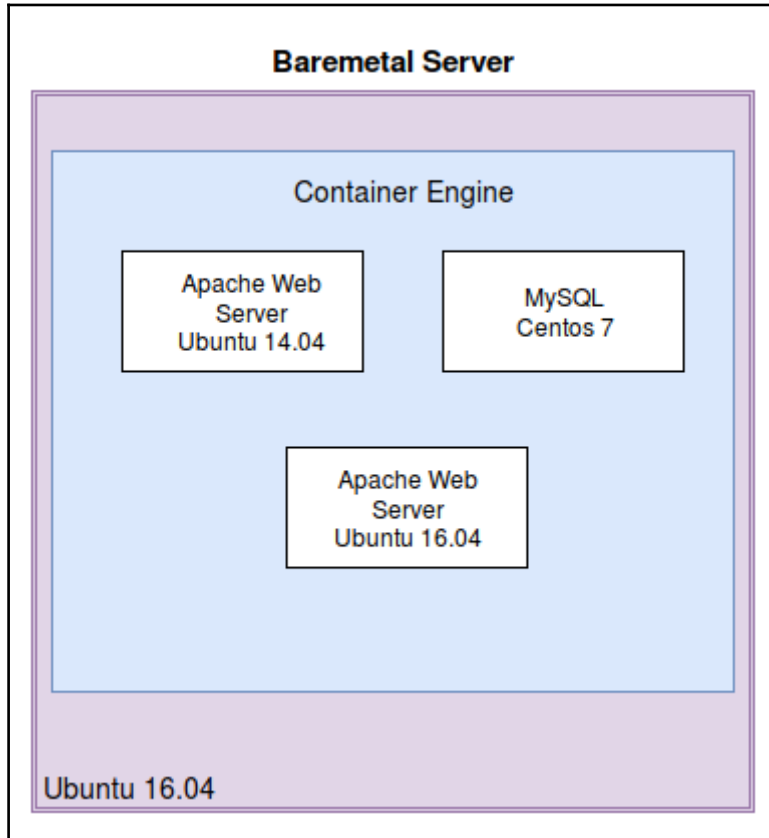 Baremetal Server
Container Engine
Apache Web
Server
Ubuntu 14.04
MySQL
Centos 7
Apache Web
Server
Ubuntu 16.04
Ubuntu 16.04